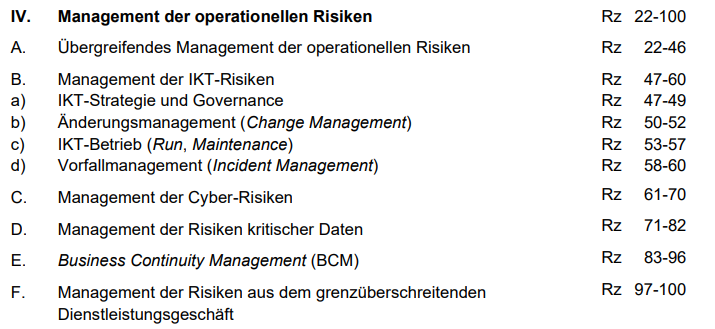 IV. Management der operationellen Risiken Rz 22-100
A. Übergreifendes Management der operationellen Risiken Rz 22-46
B. Management der IKT-Risiken Rz 47-60
a) IKT-Strategie und Governance Rz 47-49
b) Änderungsmanagement (Change Management) Rz 50-52
c) IKT-Betrieb (Run, Maintenance) Rz 53-57
d) Vorfallmanagement (Incident Management) Rz 58-60
C. Management der Cyber-Risiken Rz 61-70
D. Management der Risiken kritischer Daten Rz 71-82
E. Business Continuity Management (BCM) Rz 83-96
F. Management der Risiken aus dem grenzüberschreitenden Rz 97-100
Dienstleistungsgeschäft